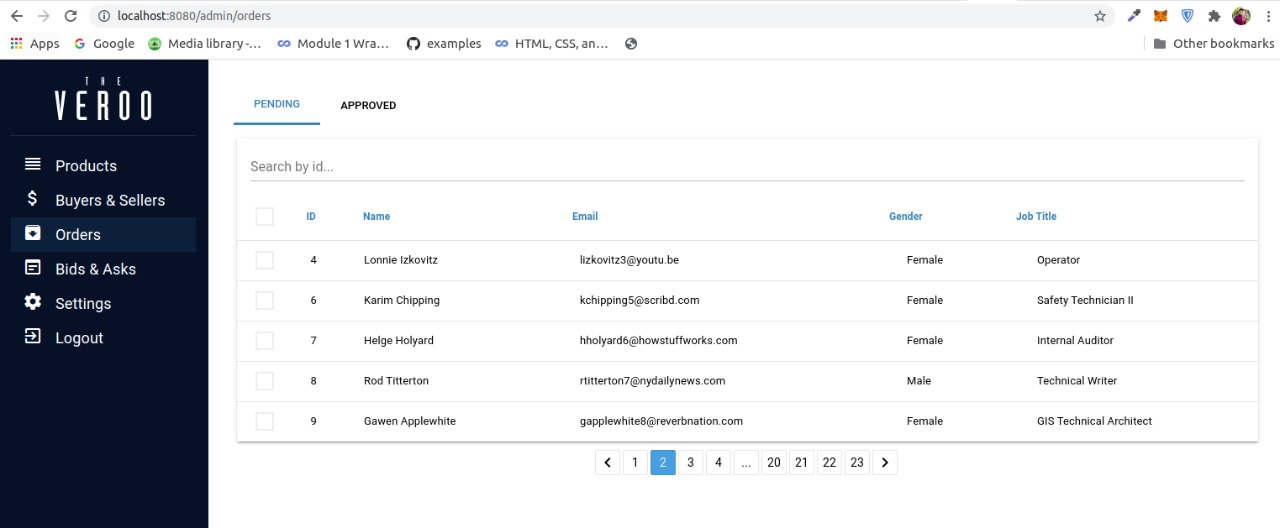 localhost:8080/admin/orders
Apps Google Media library -... Module 1 Wra... examples HTML, CSS, an... Other bookmarks
THE
VEROO
Products
Buyers & Sellers
Orders
Bids & Asks
Settings
Logout
PENDING APPROVED
Search by id...
ID Name Email Gender Job Title
4 Lonnie Izkovitz lizkovitz3@youtu.be Female Operator
6 Karim Chipping kchipping5@scribd.com Female Safety Technician II
7 Helge Holyard hholyard6@howstuffworks.com Female Internal Auditor
8 Rod Titterton rtitterton7@nydailynews.com Male Technical Writer
9 Gawen Applewhite gapplewhite8@reverbnation.com Female GIS Technical Architect
1 2 3 4 ... 20 21 22 23